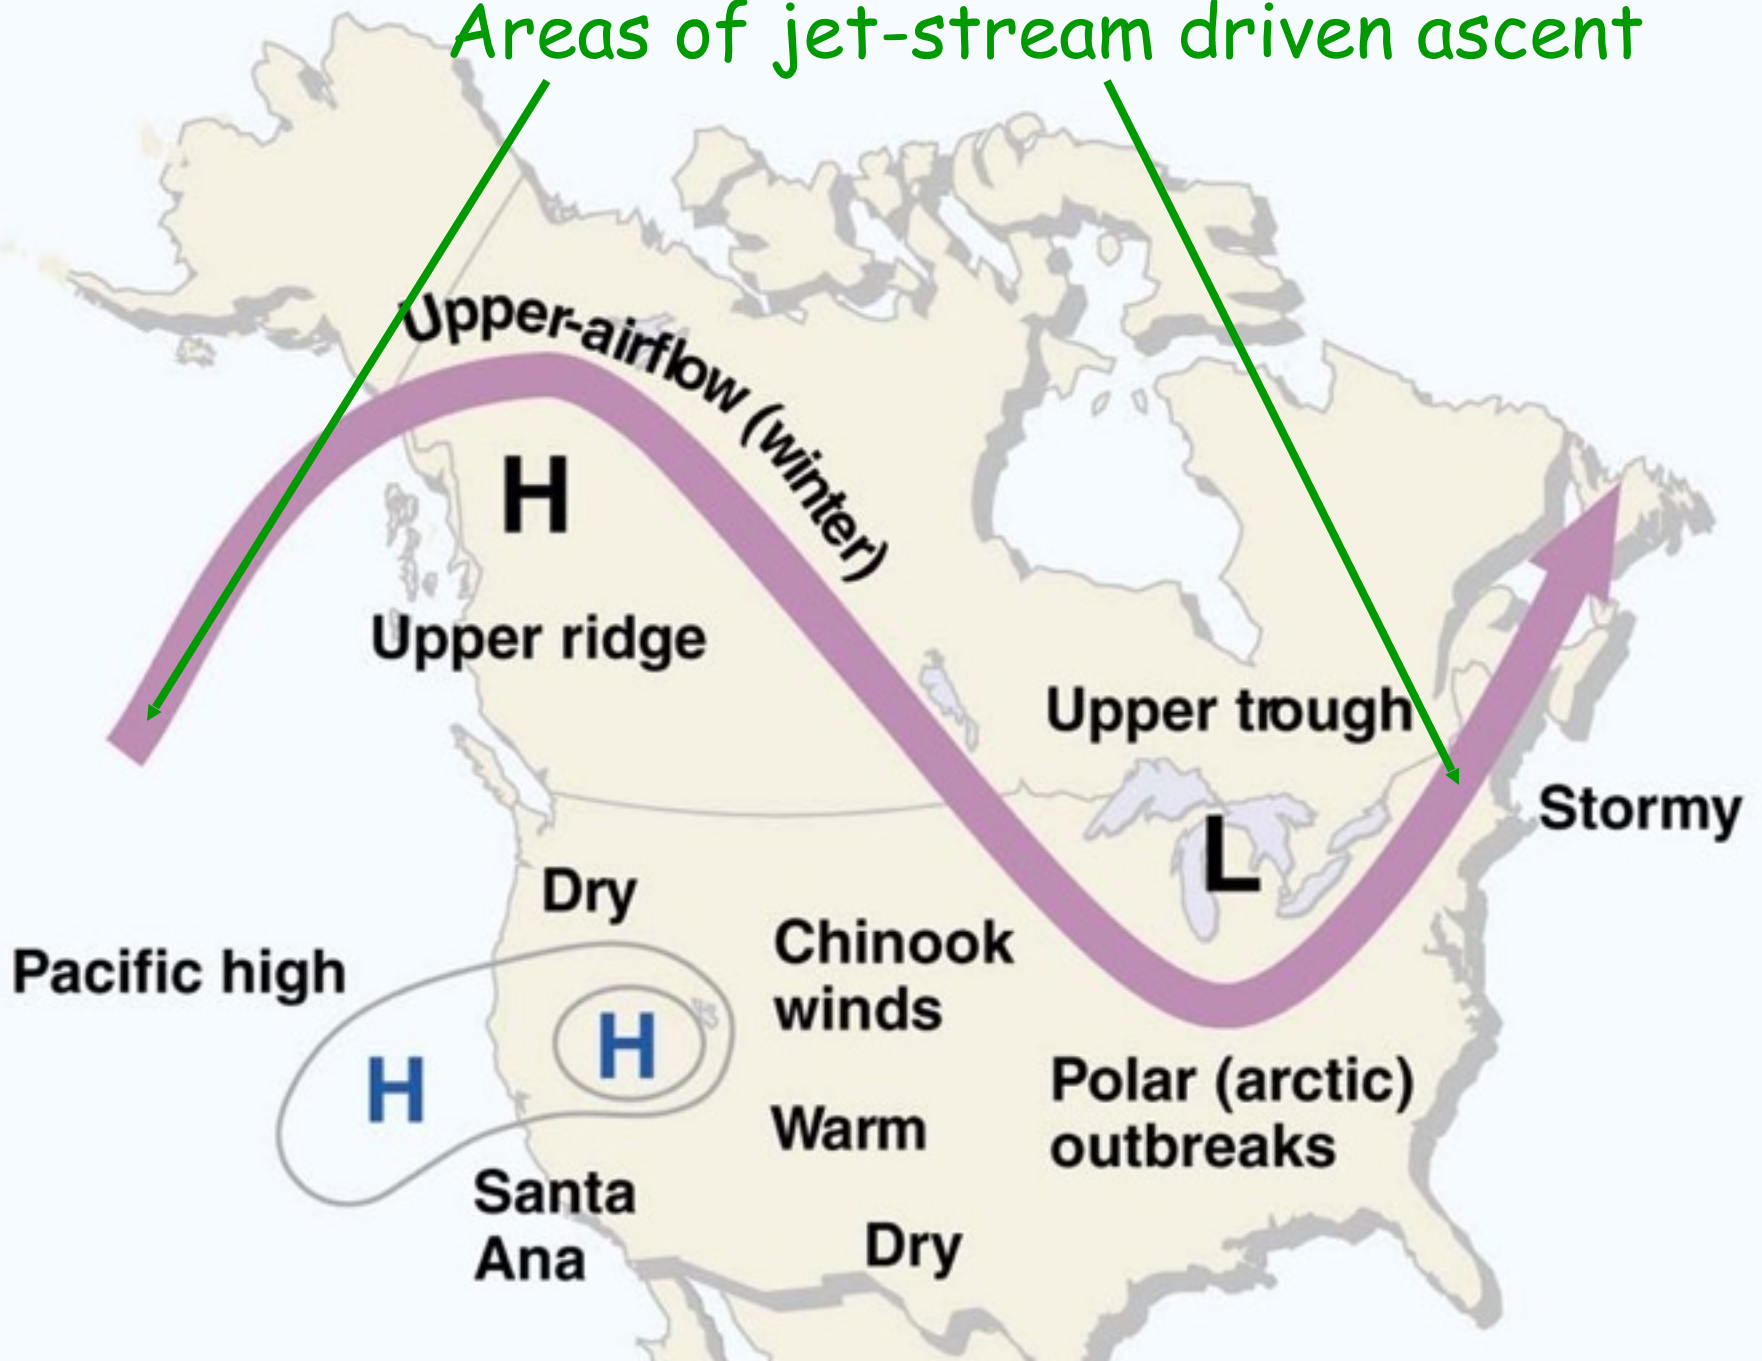 Areas of jet-stream driven ascent
Upper-airflow (winter)
H
Upper ridge
Upper trough
Stormy
L
Dry
Chinook
winds
Pacific high
H
H
Polar (arctic)
outbreaks
Warm
Santa
Ana
Dry